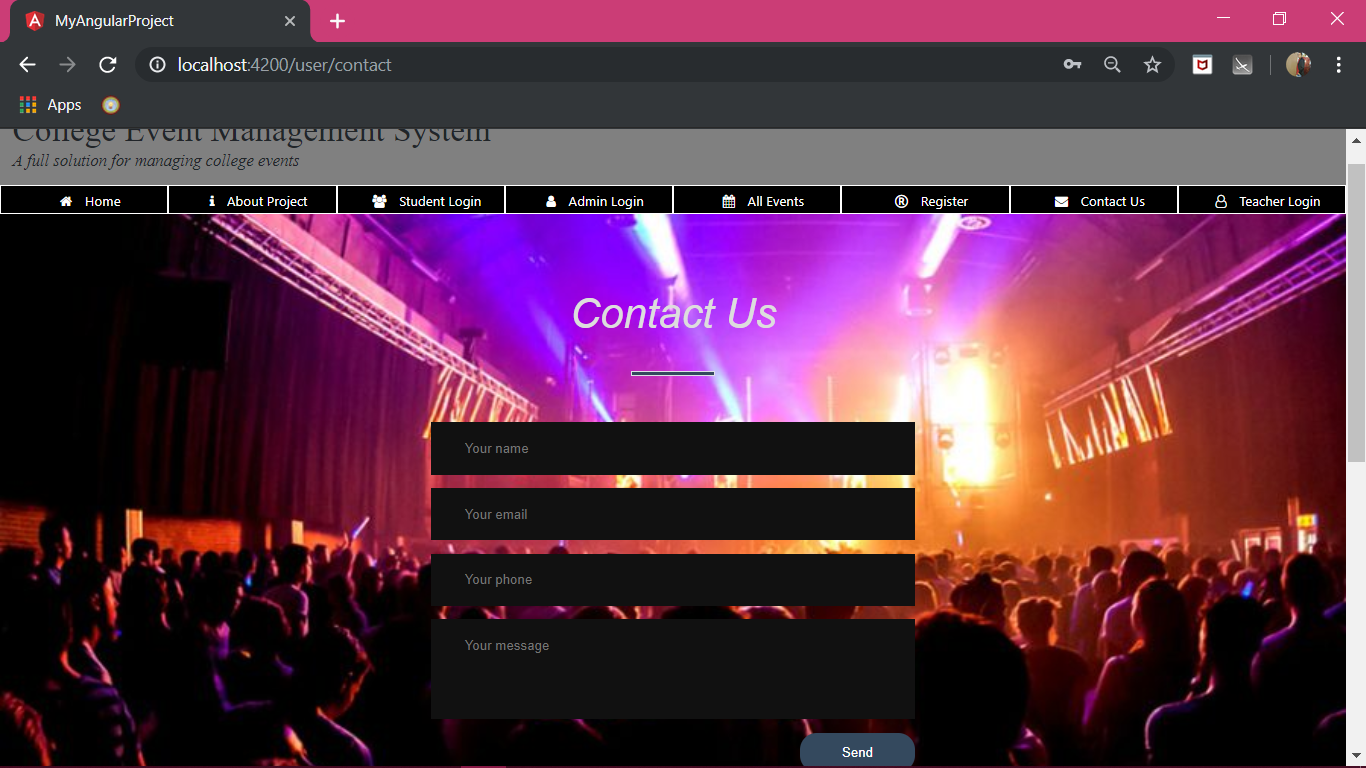 MyAngularProject
localhost:4200/user/contact
Apps
College Event Management System
A full solution for managing college events
Home About Project Student Login Admin Login All Events Register Contact Us Teacher Login
Contact Us
Your name
Your email
Your phone
Your message
Send